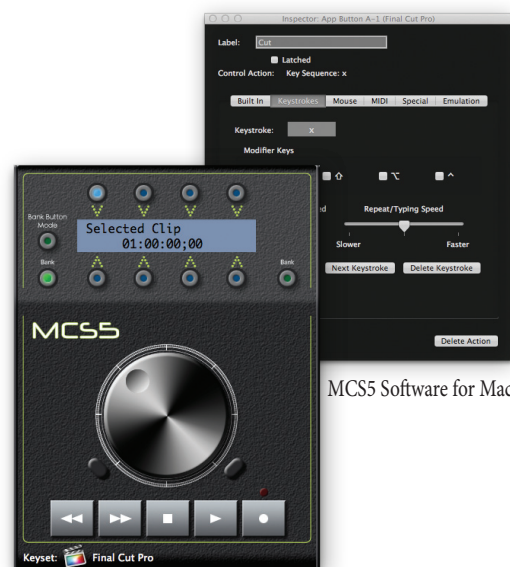 Inspector: App Button A-1 (Final Cut Pro)
Label: Cut
Latched
Control Action: Key Sequence: x
Built In Keystrokes Mouse MIDI Special Emulation
Keystroke: x
Modifier Keys
⇧ ⌥ ^
Repeat/Typing Speed
Slower Faster
Next Keystroke Delete Keystroke
Delete Action
MCS5 Software for Mac
Bank Button
Mode
Selected Clip
01:00:00;00
Bank
Bank
MCS5
Keyset: Final Cut Pro